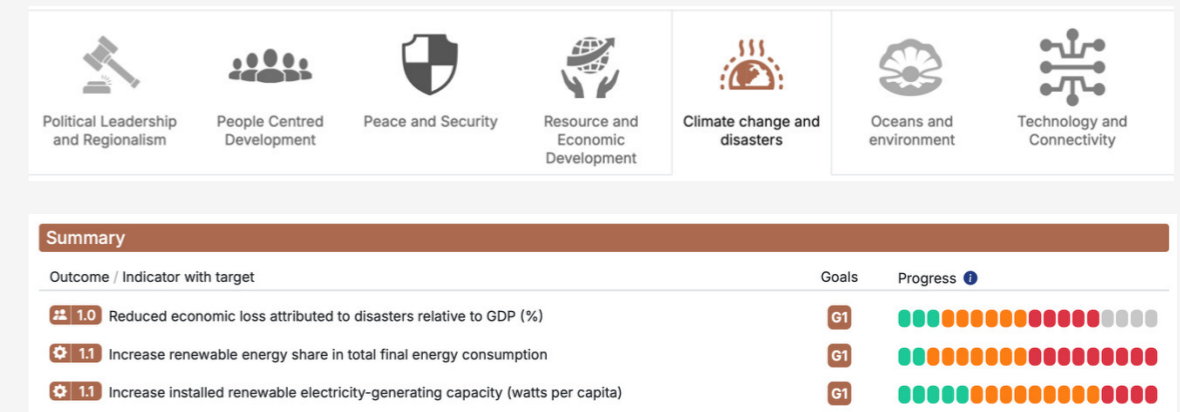 Political Leadership
and Regionalism
People Centred
Development
Peace and Security
Resource and
Economic
Development
Climate change and
disasters
Oceans and
environment
Technology and
Connectivity
Summary
Outcome / Indicator with target Goals Progress i
1.0 Reduced economic loss attributed to disasters relative to GDP (%) G1
1.1 Increase renewable energy share in total final energy consumption G1
1.1 Increase installed renewable electricity-generating capacity (watts per capita) G1